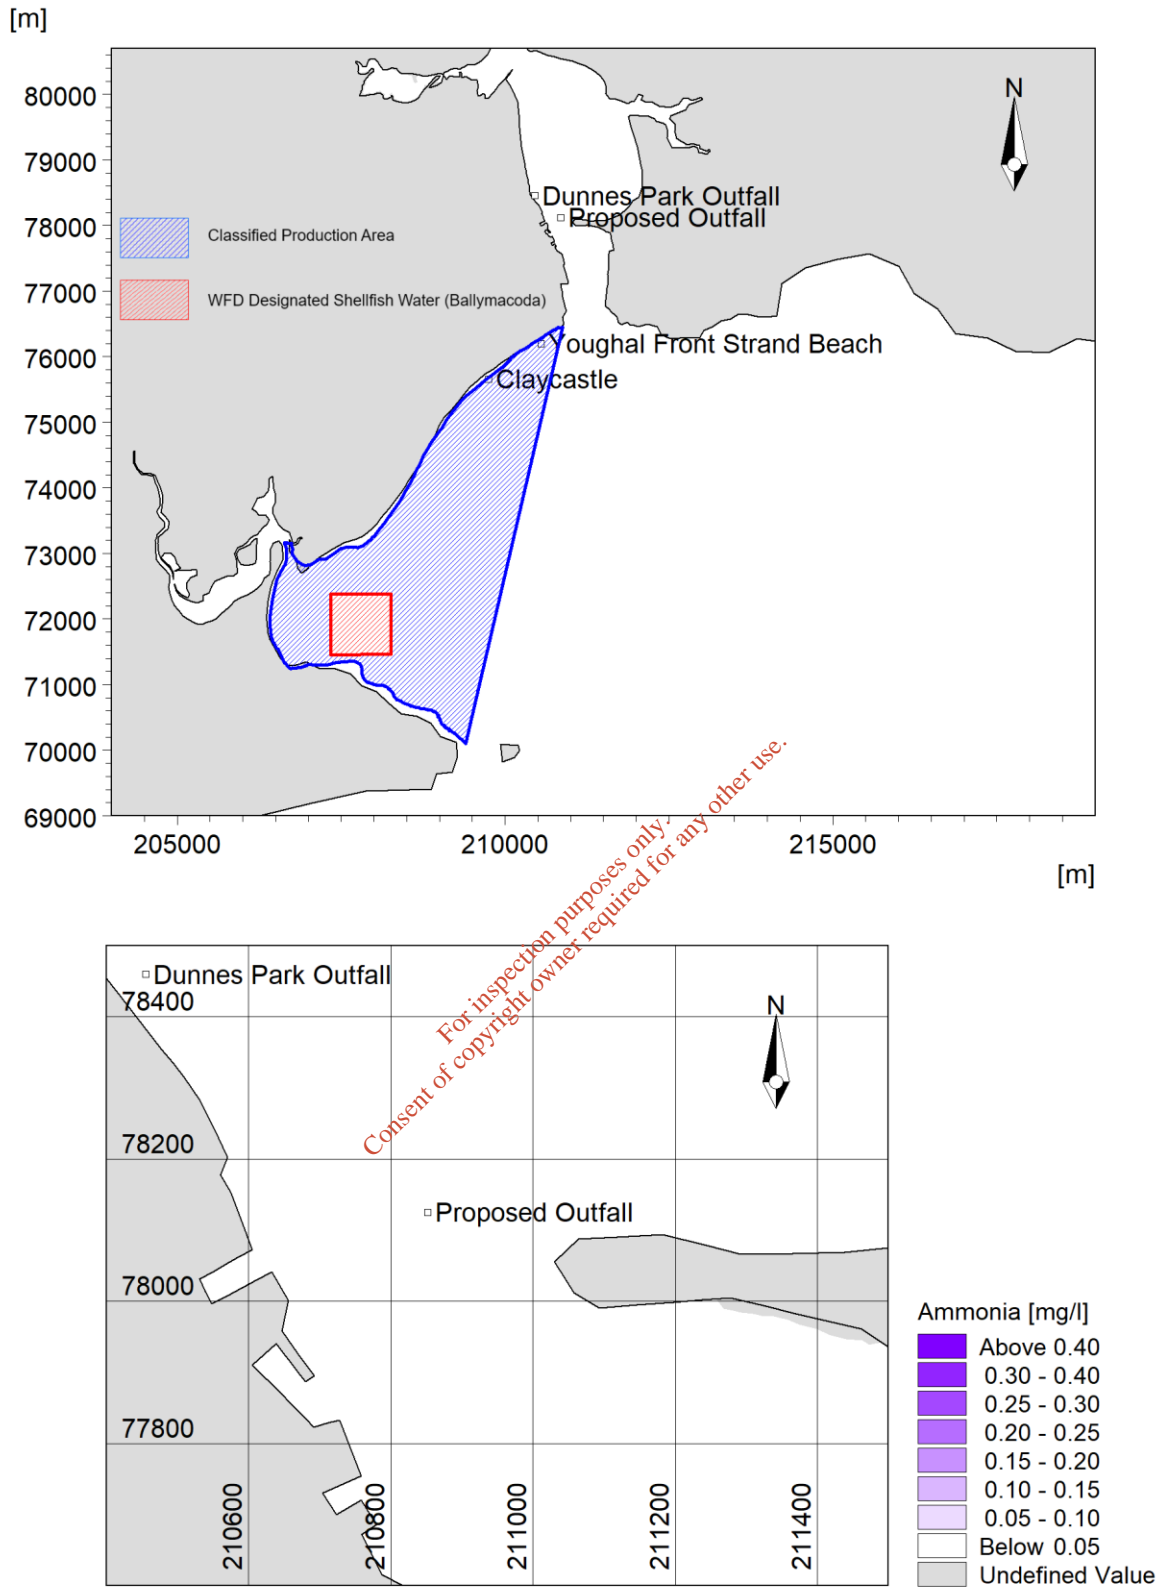 [m]
80000
79000
78000
77000
76000
75000
74000
73000
72000
71000
70000
69000
N
Dunnes Park Outfall
Proposed Outfall
Classified Production Area
WFD Designated Shellfish Water (Ballymacoda)
Youghal Front Strand Beach
Claycastle
205000
210000
215000
[m]
For inspection purposes only.
Consent of copyright owner required for any other use.
Dunnes Park Outfall
78400
N
78200
Proposed Outfall
78000
77800
210600
210800
211000
211200
211400
Ammonia [mg/l]
Above 0.40
0.30 - 0.40
0.25 - 0.30
0.20 - 0.25
0.15 - 0.20
0.10 - 0.15
0.05 - 0.10
Below 0.05
Undefined Value